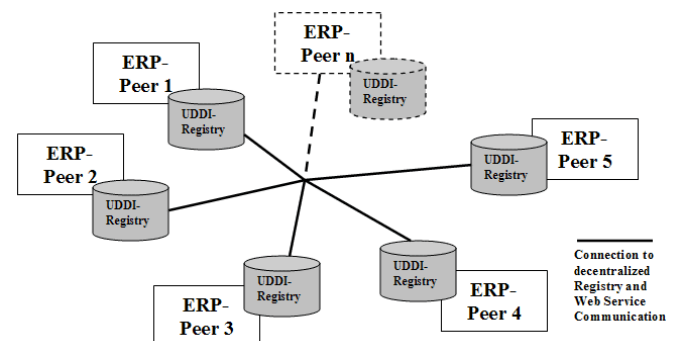 ERP-
Peer n
UDDI-
Registry
ERP-
Peer 1
UDDI-
Registry
ERP-
Peer 2
UDDI-
Registry
UDDI-
Registry
ERP-
Peer 5
UDDI-
Registry
ERP-
Peer 3
UDDI-
Registry
ERP-
Peer 4
Connection to
decentralized
Registry and
Web Service
Communication